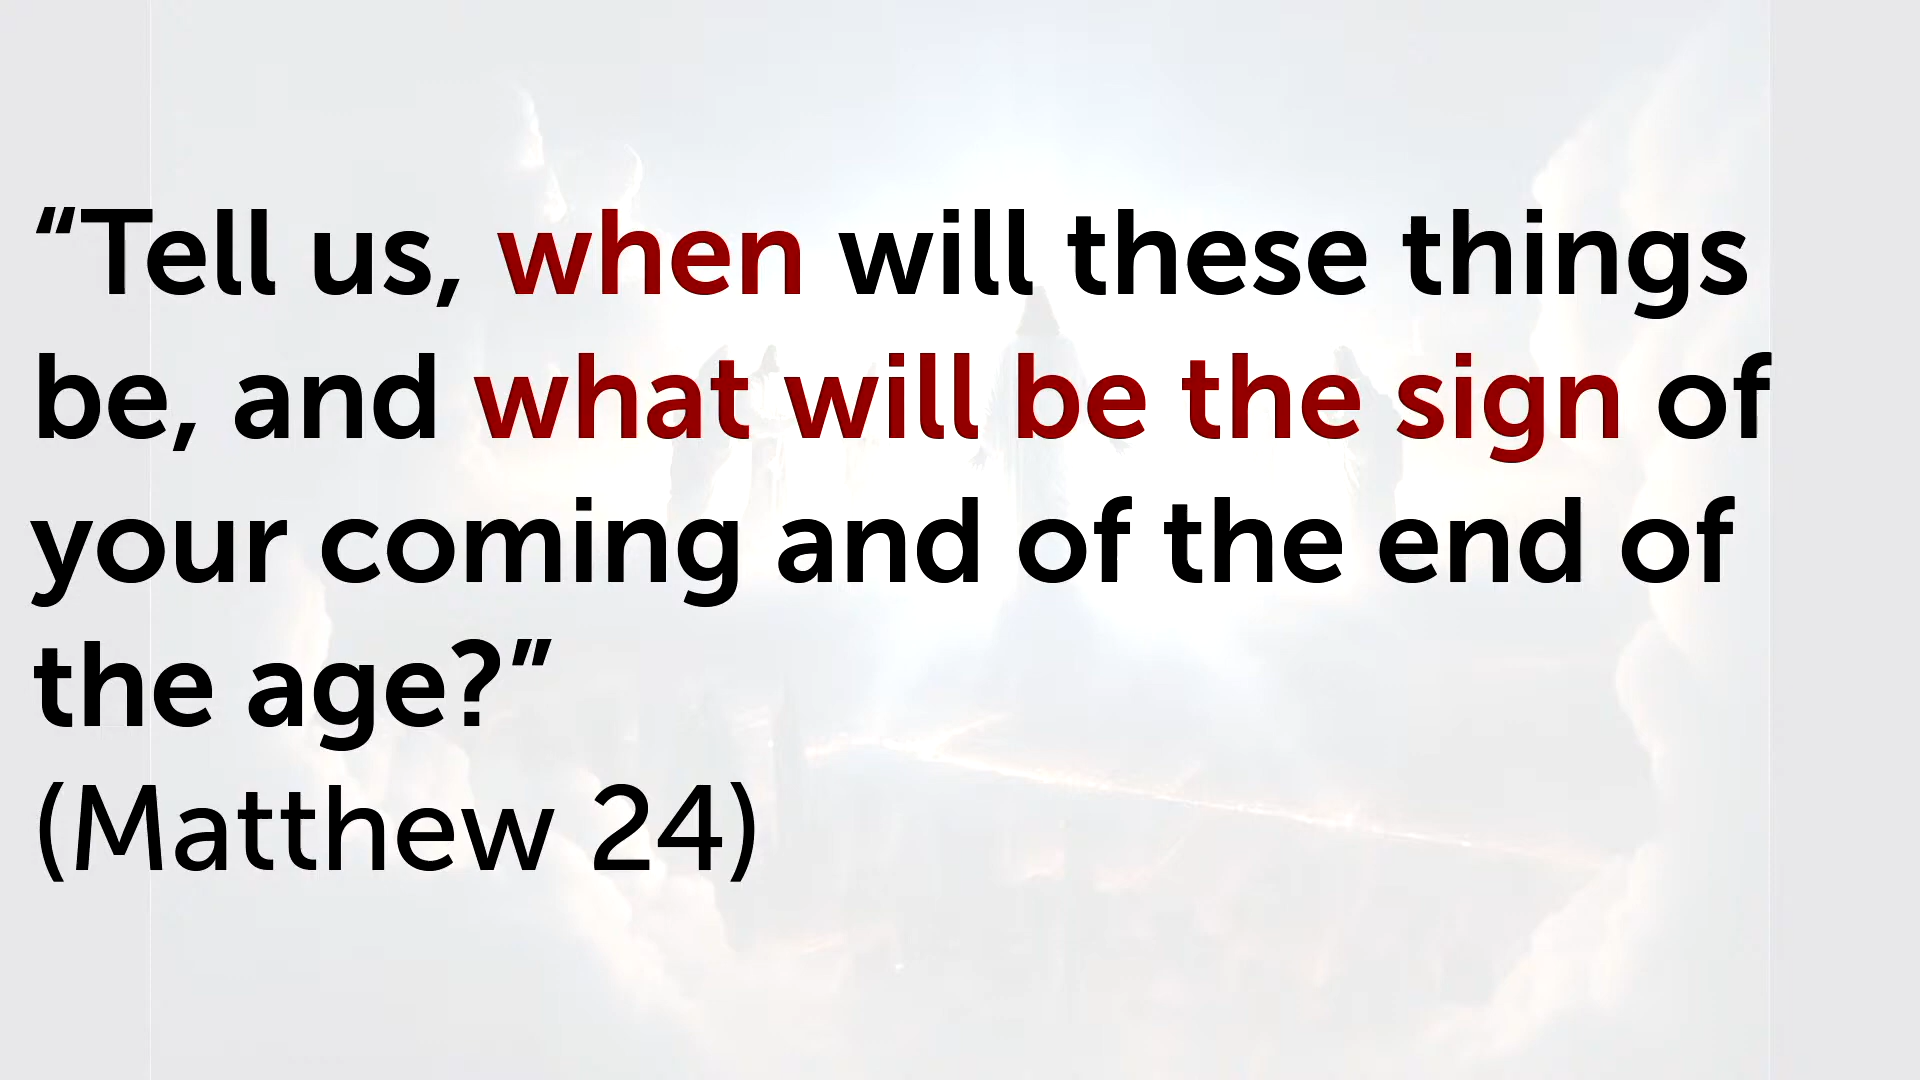 “Tell us, when will these things
be, and what will be the sign of
your coming and of the end of
the age?”
(Matthew 24)